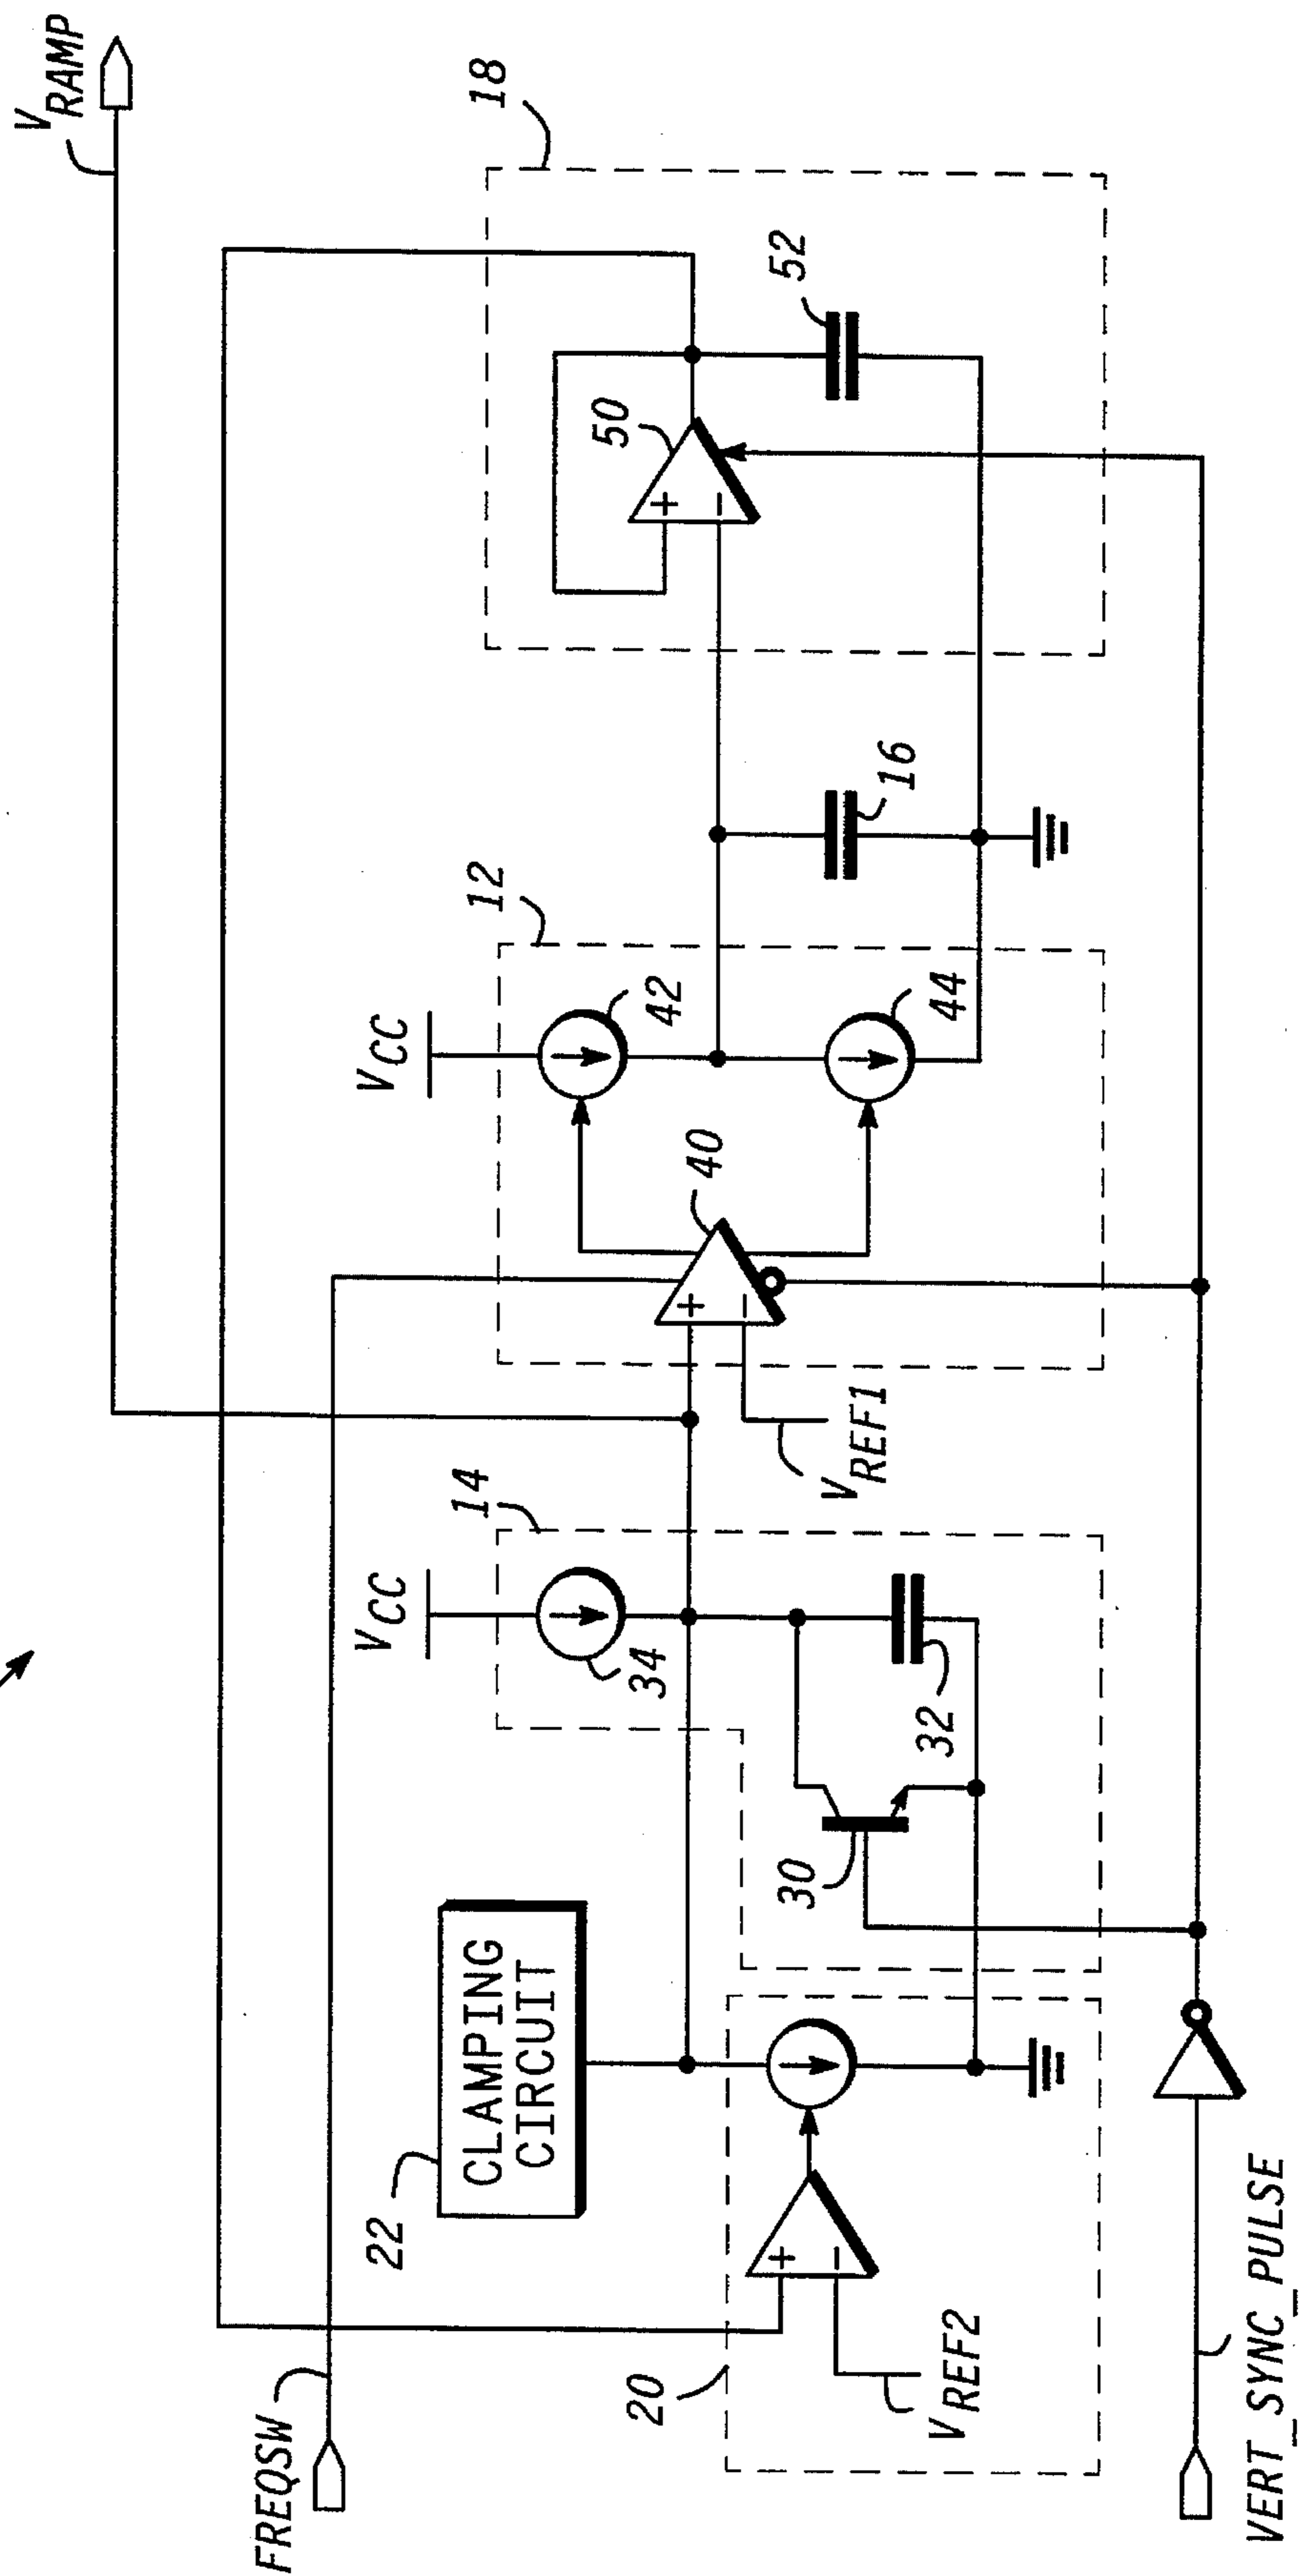 V_RAMP
18
52
50
16
12
V_CC
42
44
40
+
−
+
−
V_REF1
14
V_CC
34
32
30
CLAMPING
CIRCUIT
22
+
−
20
V_REF2
FREQSW
VERT_SYNC_PULSE